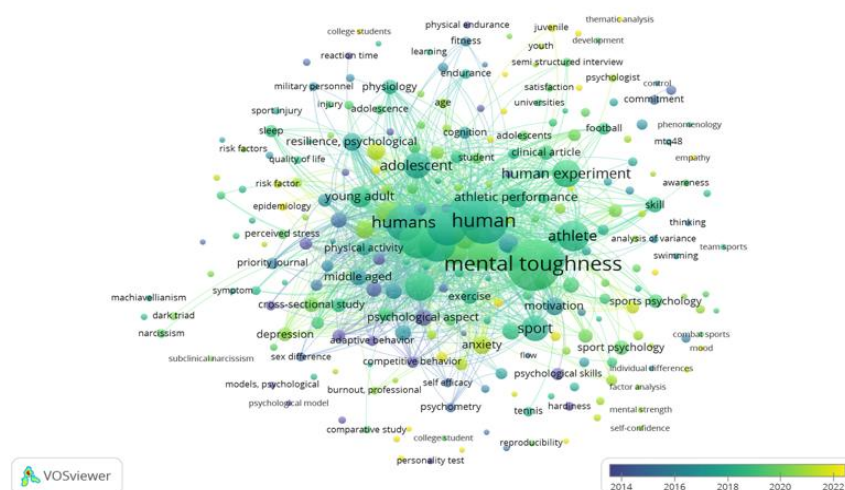 thematic analysis
college students
physical endurance
juvenile
fitness
youth
development
learning
reaction time
semi structured interview
endurance
psychologist
military personnel
physiology
satisfaction
control
age
universities
commitment
injury
adolescence
sport injury
phenomenology
sleep
cognition
adolescents
football
resilience, psychological
mtq48
risk factors
student
clinical article
quality of life
adolescent
empathy
human experiment
risk factor
awareness
young adult
athletic performance
epidemiology
skill
humans
human
thinking
perceived stress
athlete
analysis of variance
physical activity
team sports
swimming
priority journal
mental toughness
middle aged
symptom
exercise
machiavellianism
cross-sectional study
motivation
sports psychology
dark triad
psychological aspect
narcissism
depression
sport
combat sports
adaptive behavior
anxiety
sport psychology
mood
subclinical narcissism
sex difference
flow
competitive behavior
individual differences
psychological skills
models, psychological
self efficacy
burnout, professional
factor analysis
psychological model
psychometry
hardiness
tennis
mental strength
comparative study
self-confidence
college student
reproducibility
personality test
VOSviewer
2014 2016 2018 2020 2022